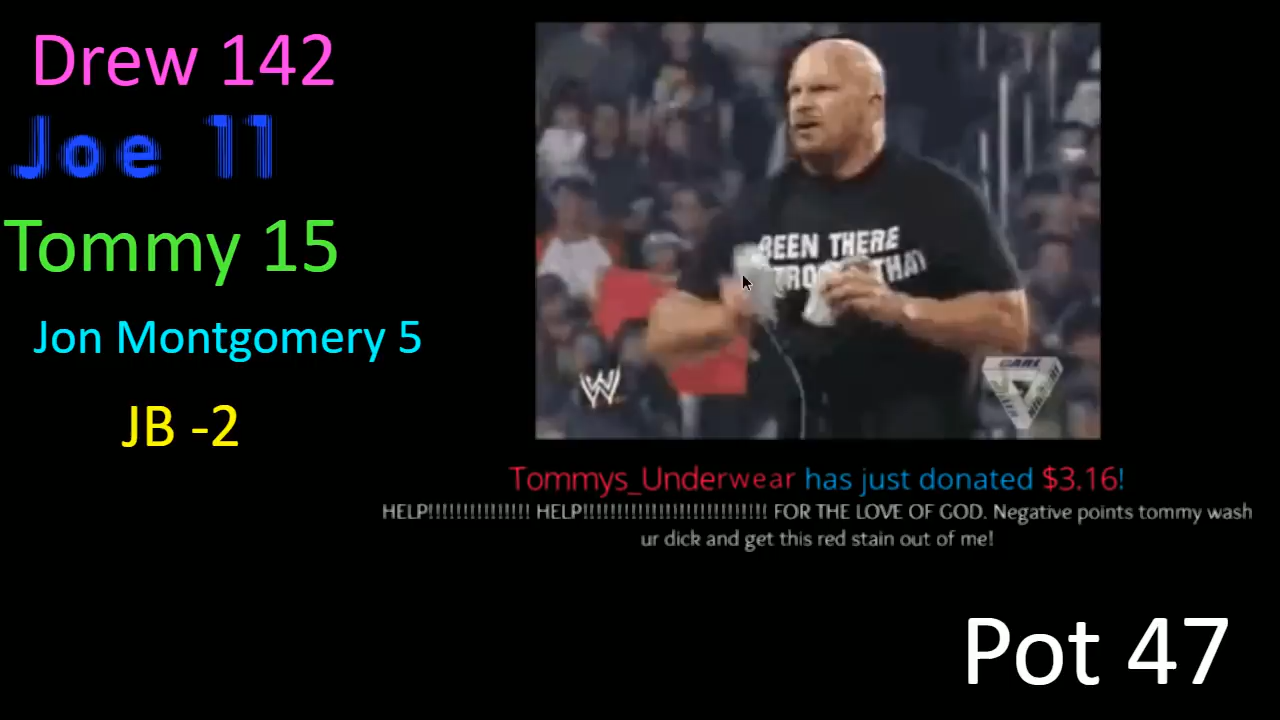 Drew 142
Joe 11
Tommy 15
Jon Montgomery 5
JB -2
BEEN THERE
THAT
W
Tommys_Underwear has just donated $3.16!
HELP!!!!!!!!!!!!!!! HELP!!!!!!!!!!!!!!!!!!!!!!!!!!! FOR THE LOVE OF GOD. Negative points tommy wash
ur dick and get this red stain out of me!
Pot 47